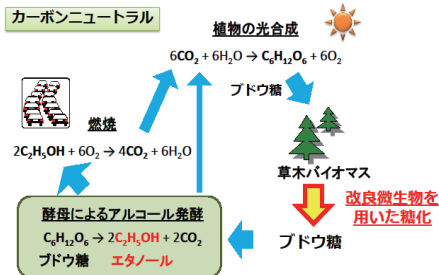 カーボンニュートラル
植物の光合成
6CO₂ + 6H₂O → C₆H₁₂O₆ + 6O₂
ブドウ糖
燃焼
2C₂H₅OH + 6O₂ → 4CO₂ + 6H₂O
草木バイオマス
改良微生物を
用いた糖化
ブドウ糖
酵母によるアルコール発酵
C₆H₁₂O₆ → 2C₂H₅OH + 2CO₂
ブドウ糖 エタノール